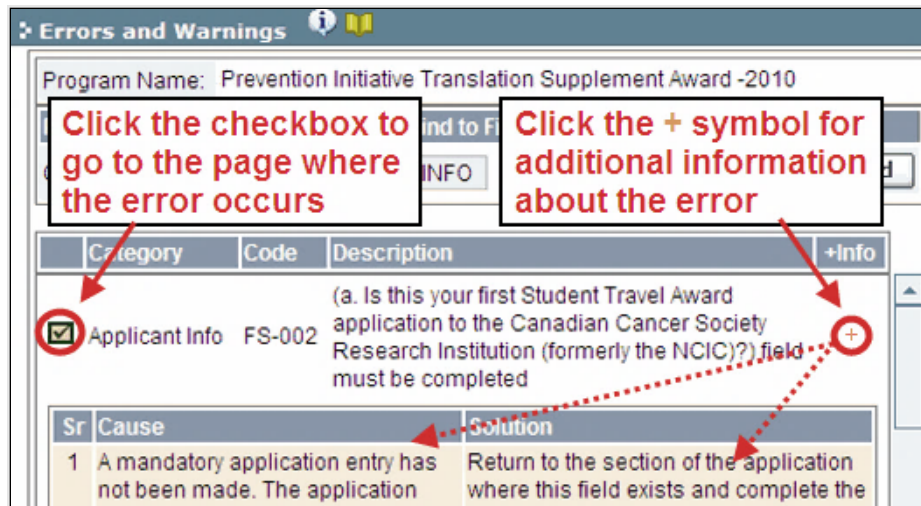 Errors and Warnings
Program Name: Prevention Initiative Translation Supplement Award -2010
Click the checkbox to
go to the page where
the error occurs
ind to Fi
INFO
Click the + symbol for
additional information
about the error
d
Category Code Description +Info
(a. Is this your first Student Travel Award
application to the Canadian Cancer Society
Applicant Info FS-002 Research Institution (formerly the NCIC)?) field +
must be completed
Sr Cause Solution
1 A mandatory application entry has Return to the section of the application
not been made. The application where this field exists and complete the